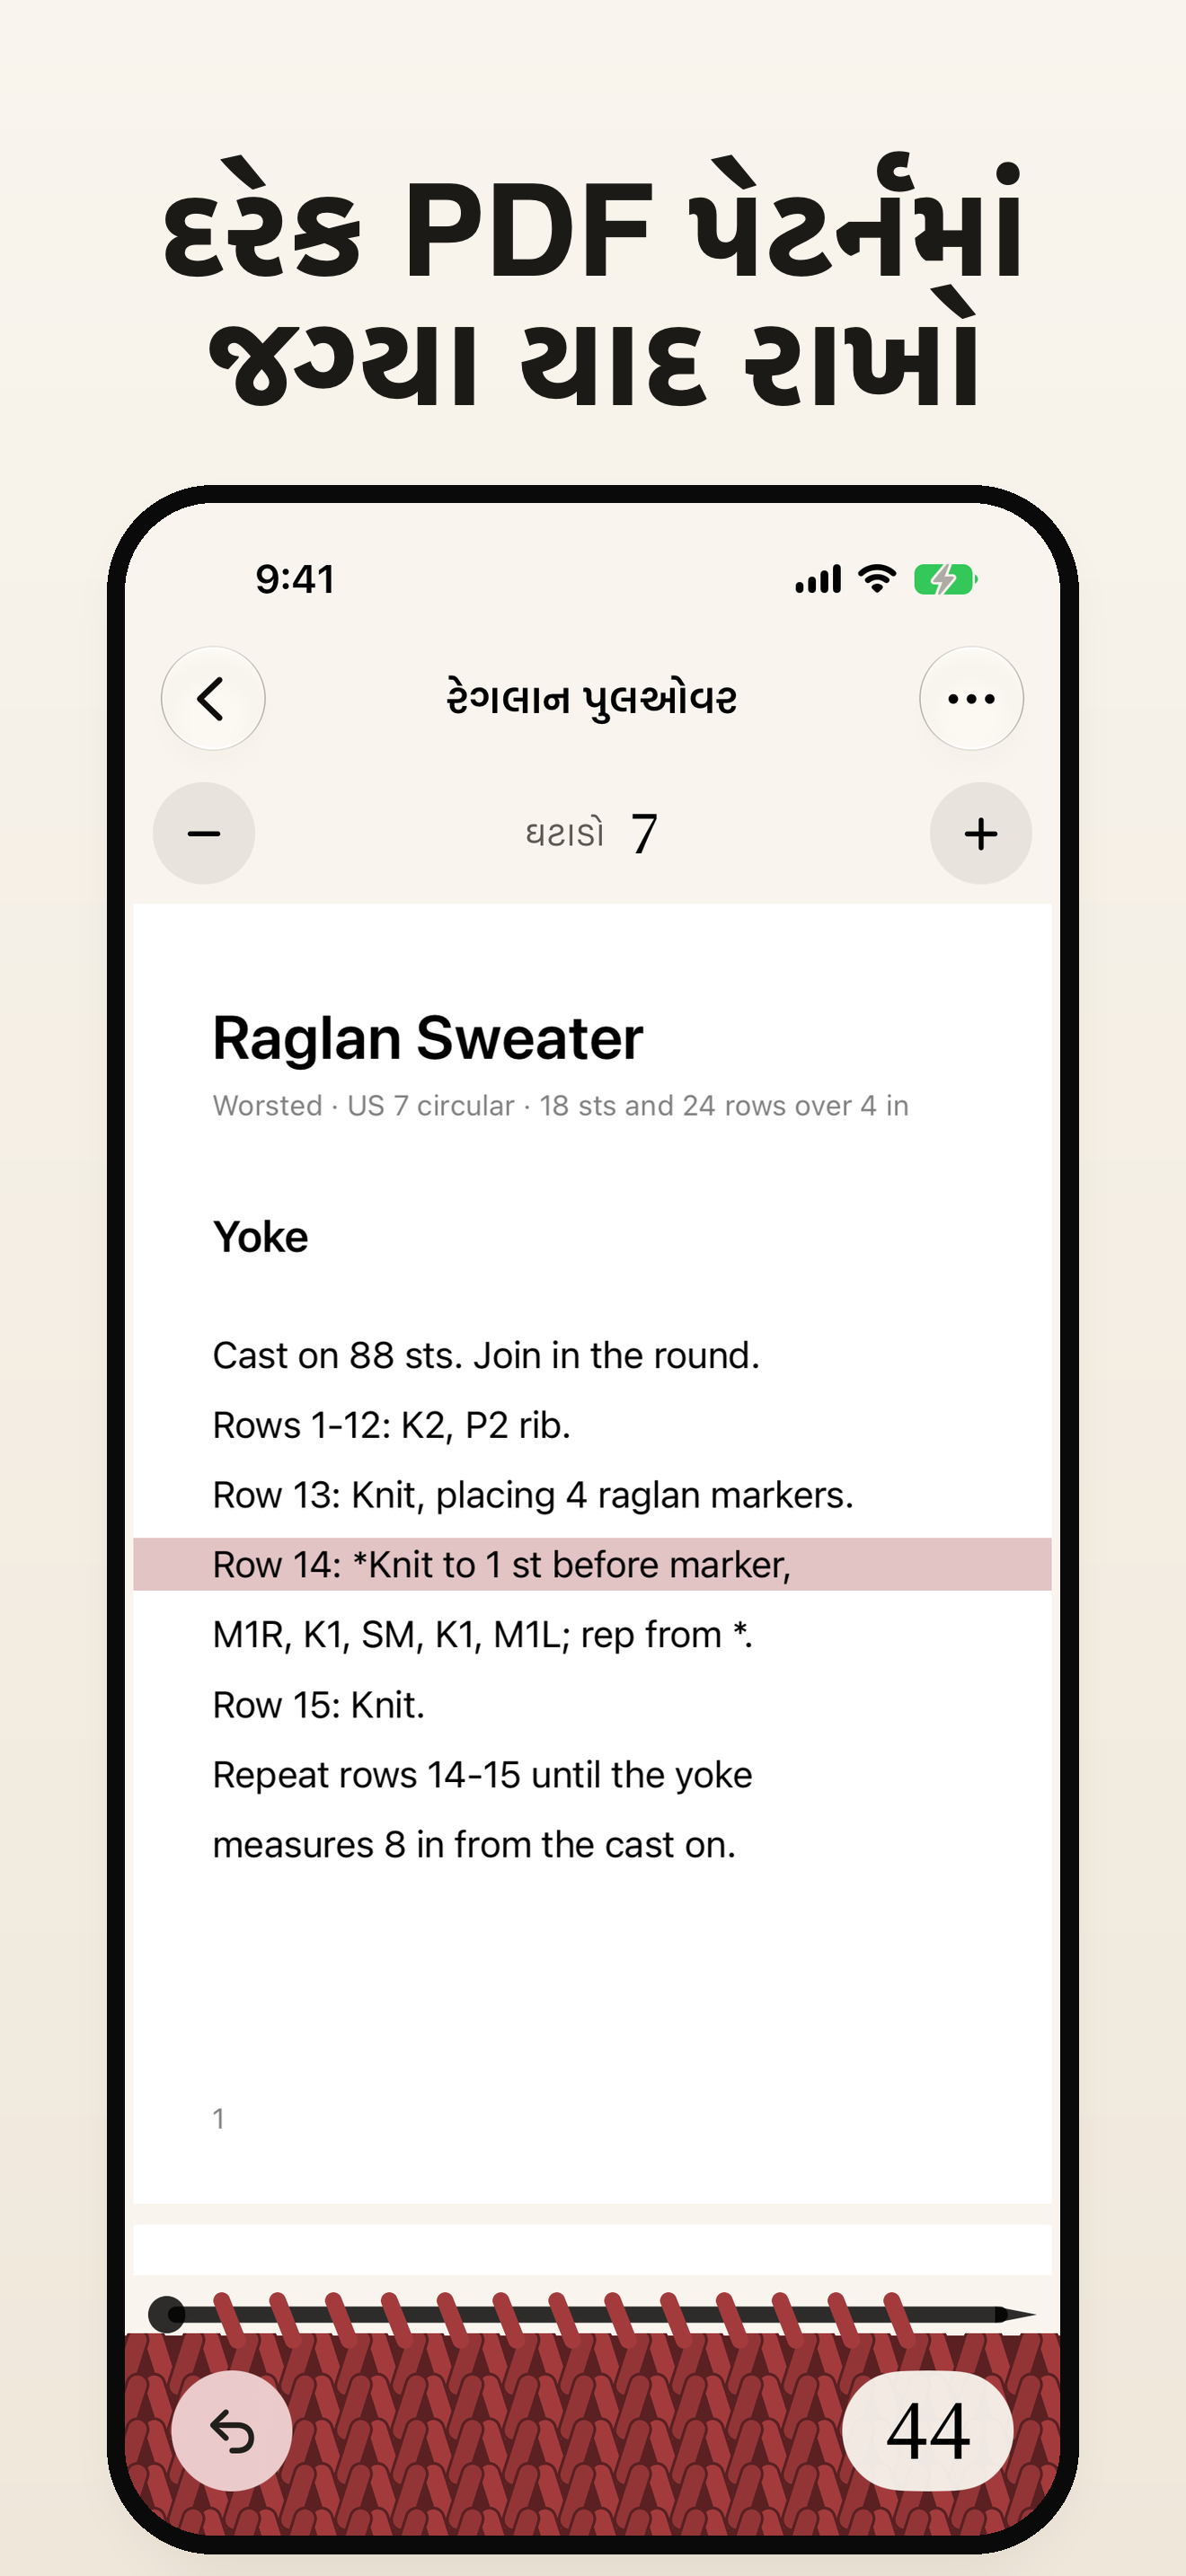 દરેક PDF પેટર્નમાં
જગ્યા યાદ રાખો
9:41
રેગલાન પુલઓવર
ઘટાડો 7
Raglan Sweater
Worsted · US 7 circular · 18 sts and 24 rows over 4 in
Yoke
Cast on 88 sts. Join in the round.
Rows 1-12: K2, P2 rib.
Row 13: Knit, placing 4 raglan markers.
Row 14: *Knit to 1 st before marker,
M1R, K1, SM, K1, M1L; rep from *.
Row 15: Knit.
Repeat rows 14-15 until the yoke
measures 8 in from the cast on.
1
44